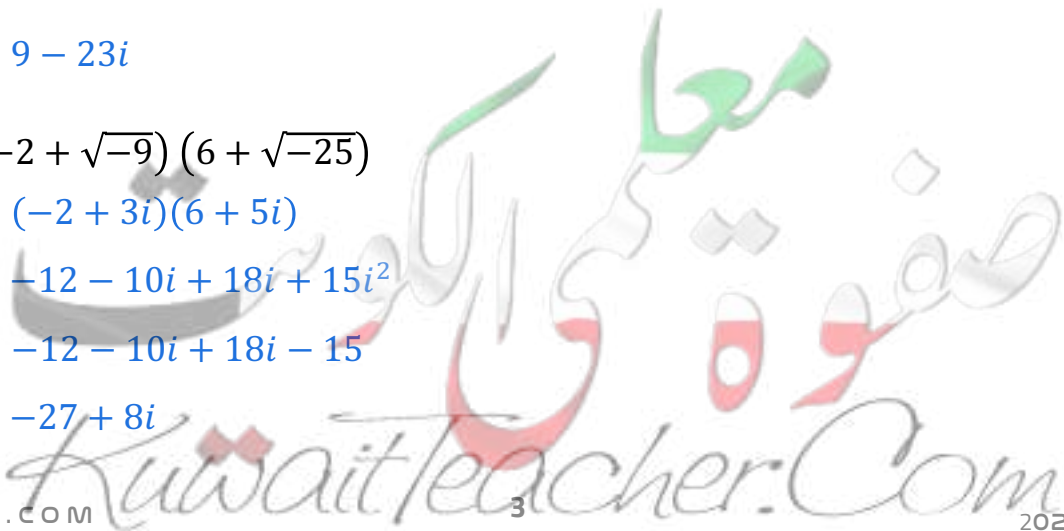 9 − 23i
−2 + √−9) (6 + √−25)
(−2 + 3i)(6 + 5i)
−12 − 10i + 18i + 15i²
−12 − 10i + 18i − 15
−27 + 8i
صفوة معلمى الكويت
KuwaitTeacher.Com
.COM
3
202